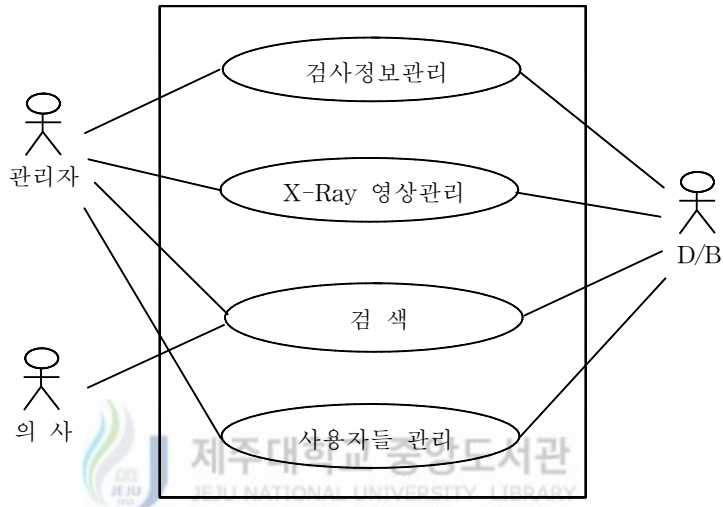 검사정보관리
관리자
X-Ray 영상관리
D/B
검 색
의 사
사용자들 관리
제주대학교 중앙도서관
JEJU NATIONAL UNIVERSITY LIBRARY
JEJU
1952